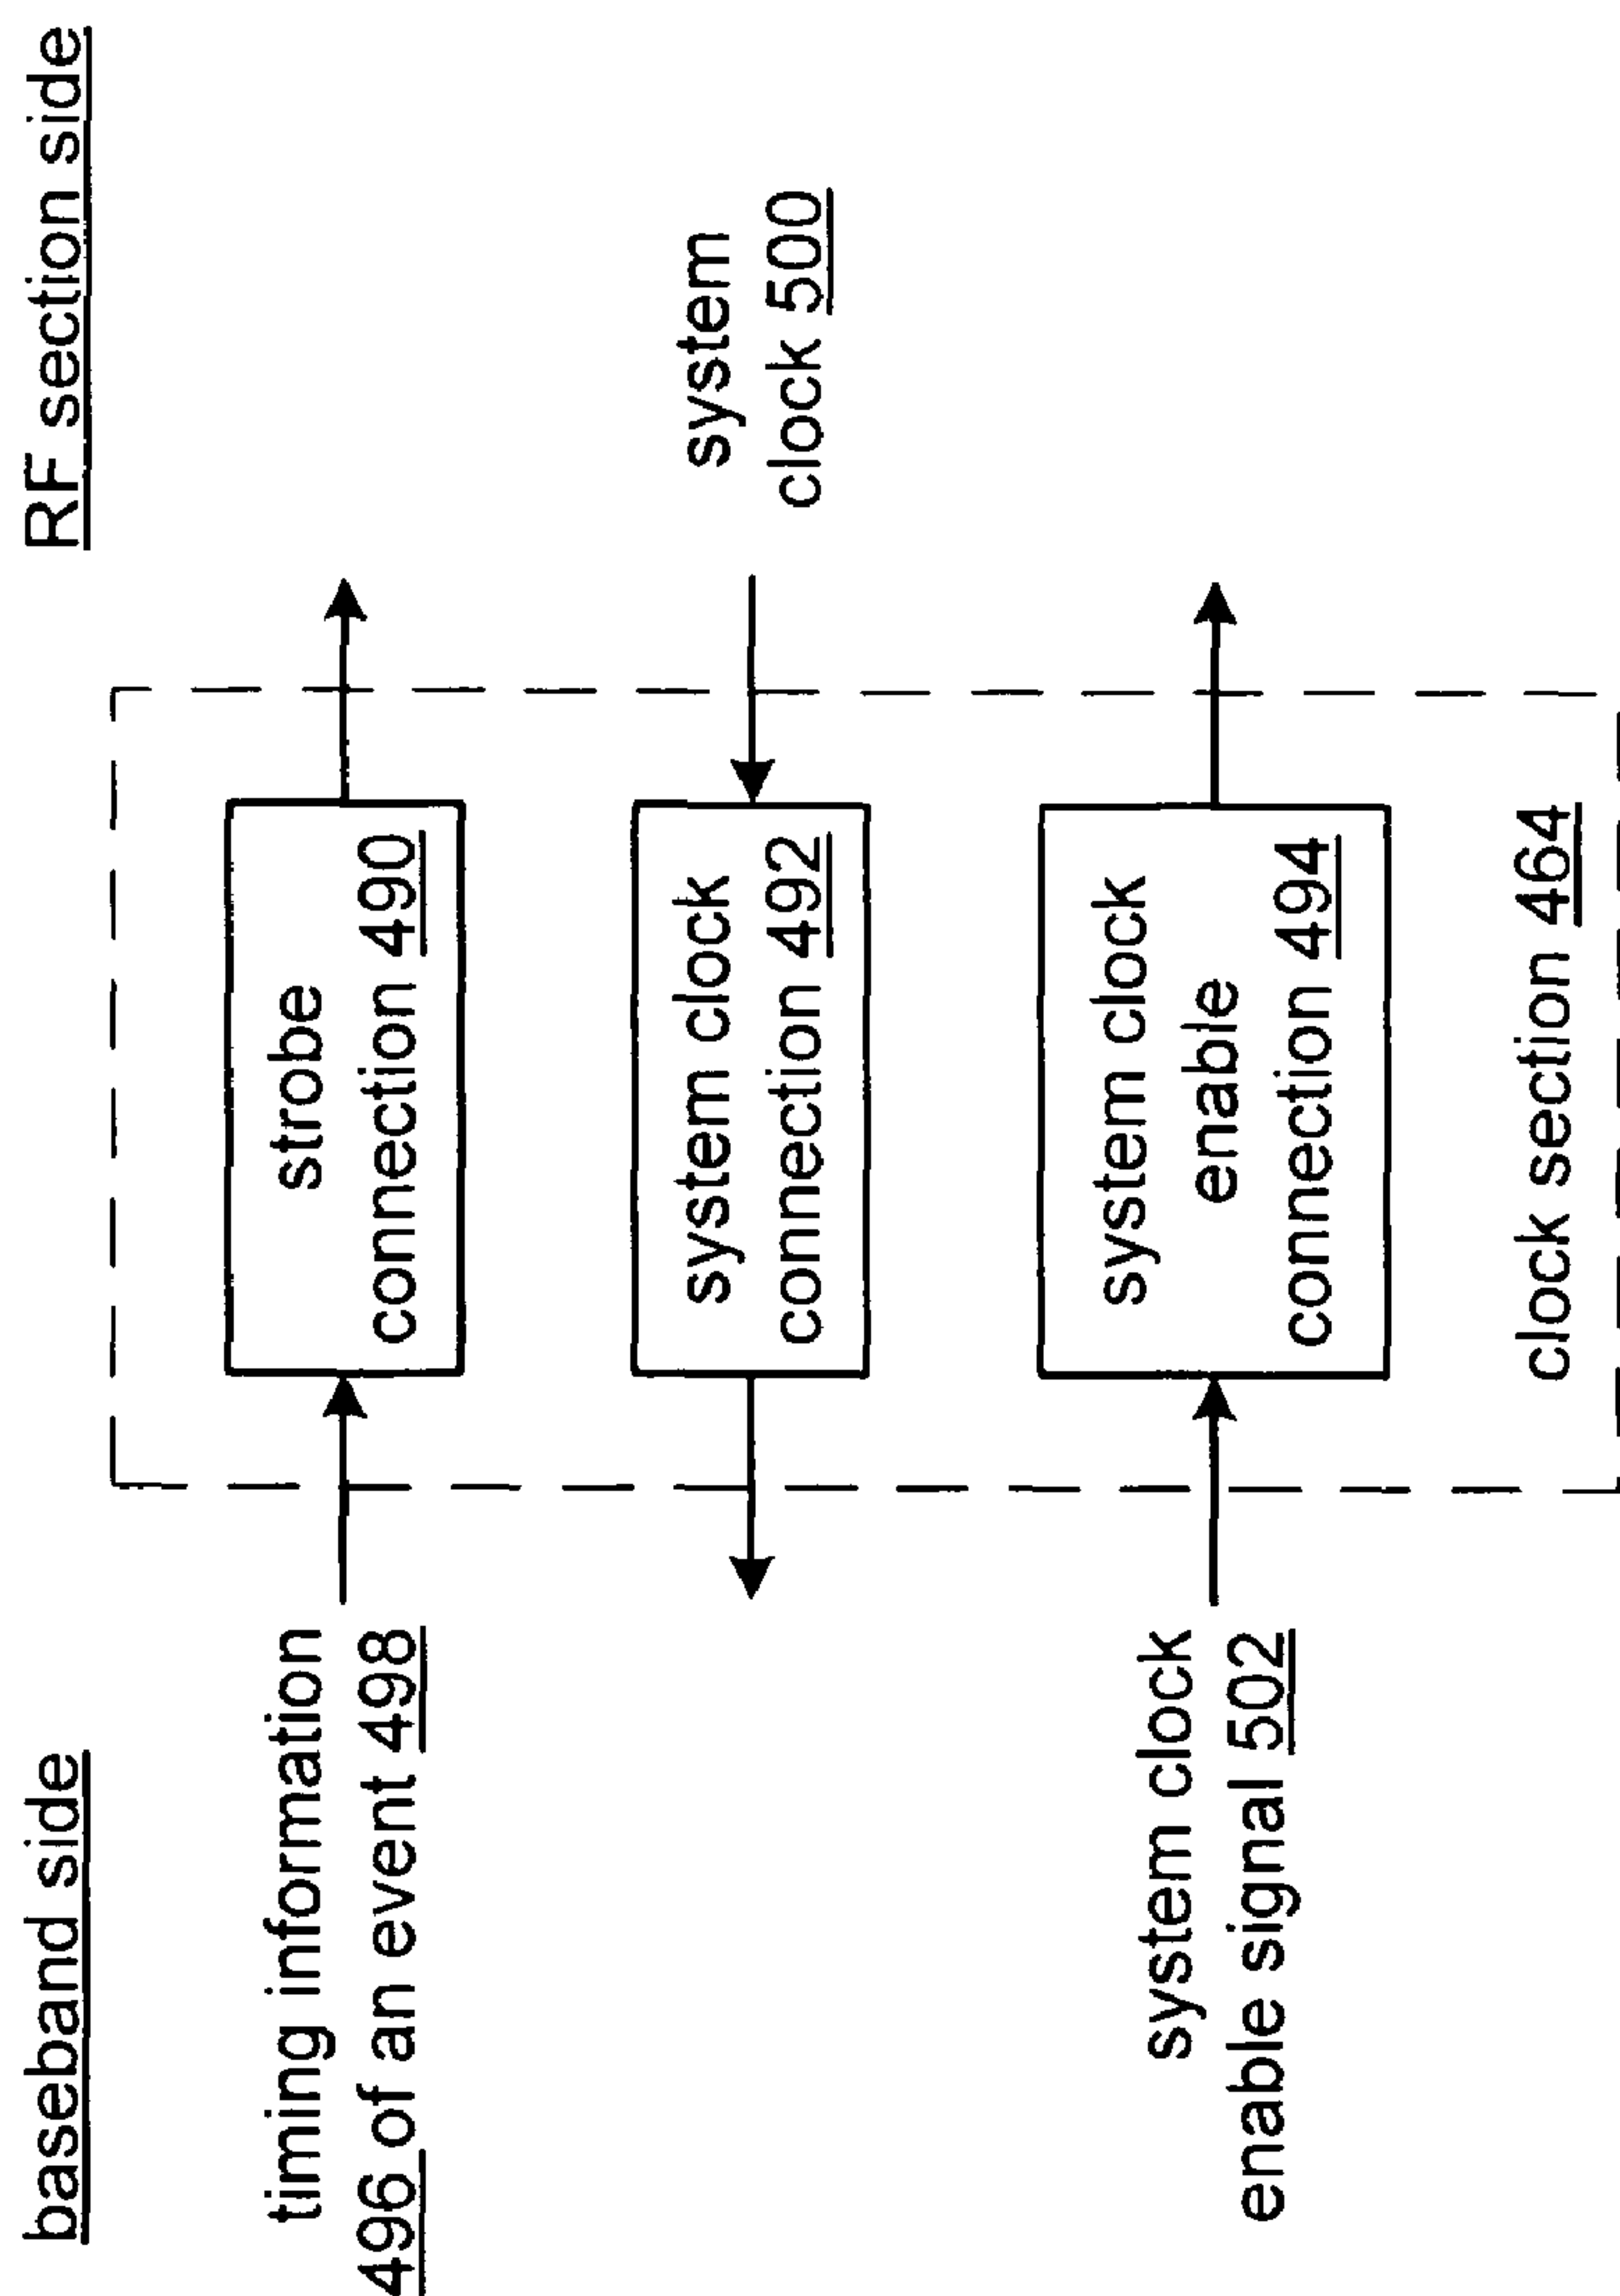 baseband side
RF section side
timing information
496 of an event 498
strobe
connection 490
system clock
connection 492
system
clock 500
system clock
enable signal 502
system clock
enable
connection 494
clock section 464